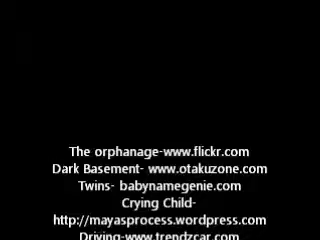 The orphanage-www.flickr.com
Dark Basement- www.otakuzone.com
Twins- babynamegenie.com
Crying Child-
http://mayasprocess.wordpress.com
Driving-www.trendzcar.com